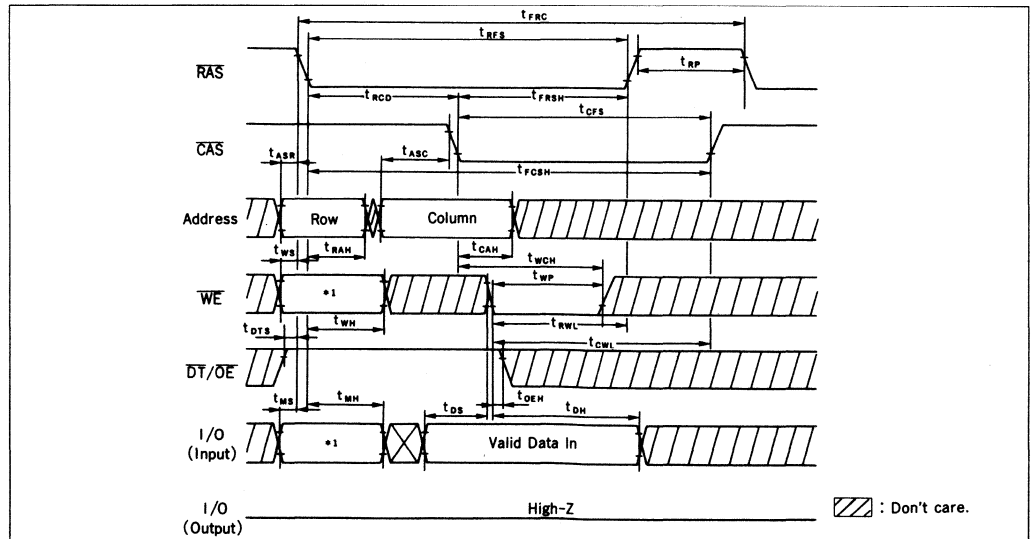 tFRC
tRFS
RAS
tRP
tRCD
tFRSH
tCFS
CAS
tASR
tASC
tFCSH
Address
Row
Column
tWS
tRAH
tCAH
tWCH
tWP
WE
*1
tWH
tRWL
tDTS
tCWL
DT/OE
tOEH
tMS
tMH
tDS
tDH
I/O
(Input)
*1
Valid Data In
I/O
(Output)
High-Z
: Don't care.